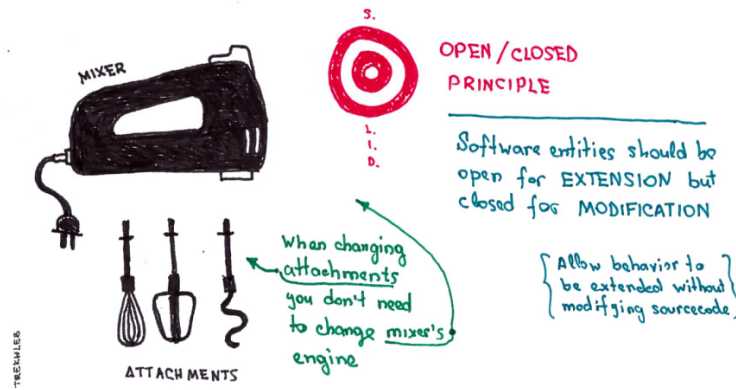 MIXER
S.
O
L.
I.
D.
OPEN/CLOSED
PRINCIPLE
Software entities should be
open for EXTENSION but
closed for MODIFICATION
{ Allow behavior to }
be extended without
modifying sourcecode
When changing
attachments
you don't need
to change mixer's
engine
ATTACHMENTS
TREKHLEB